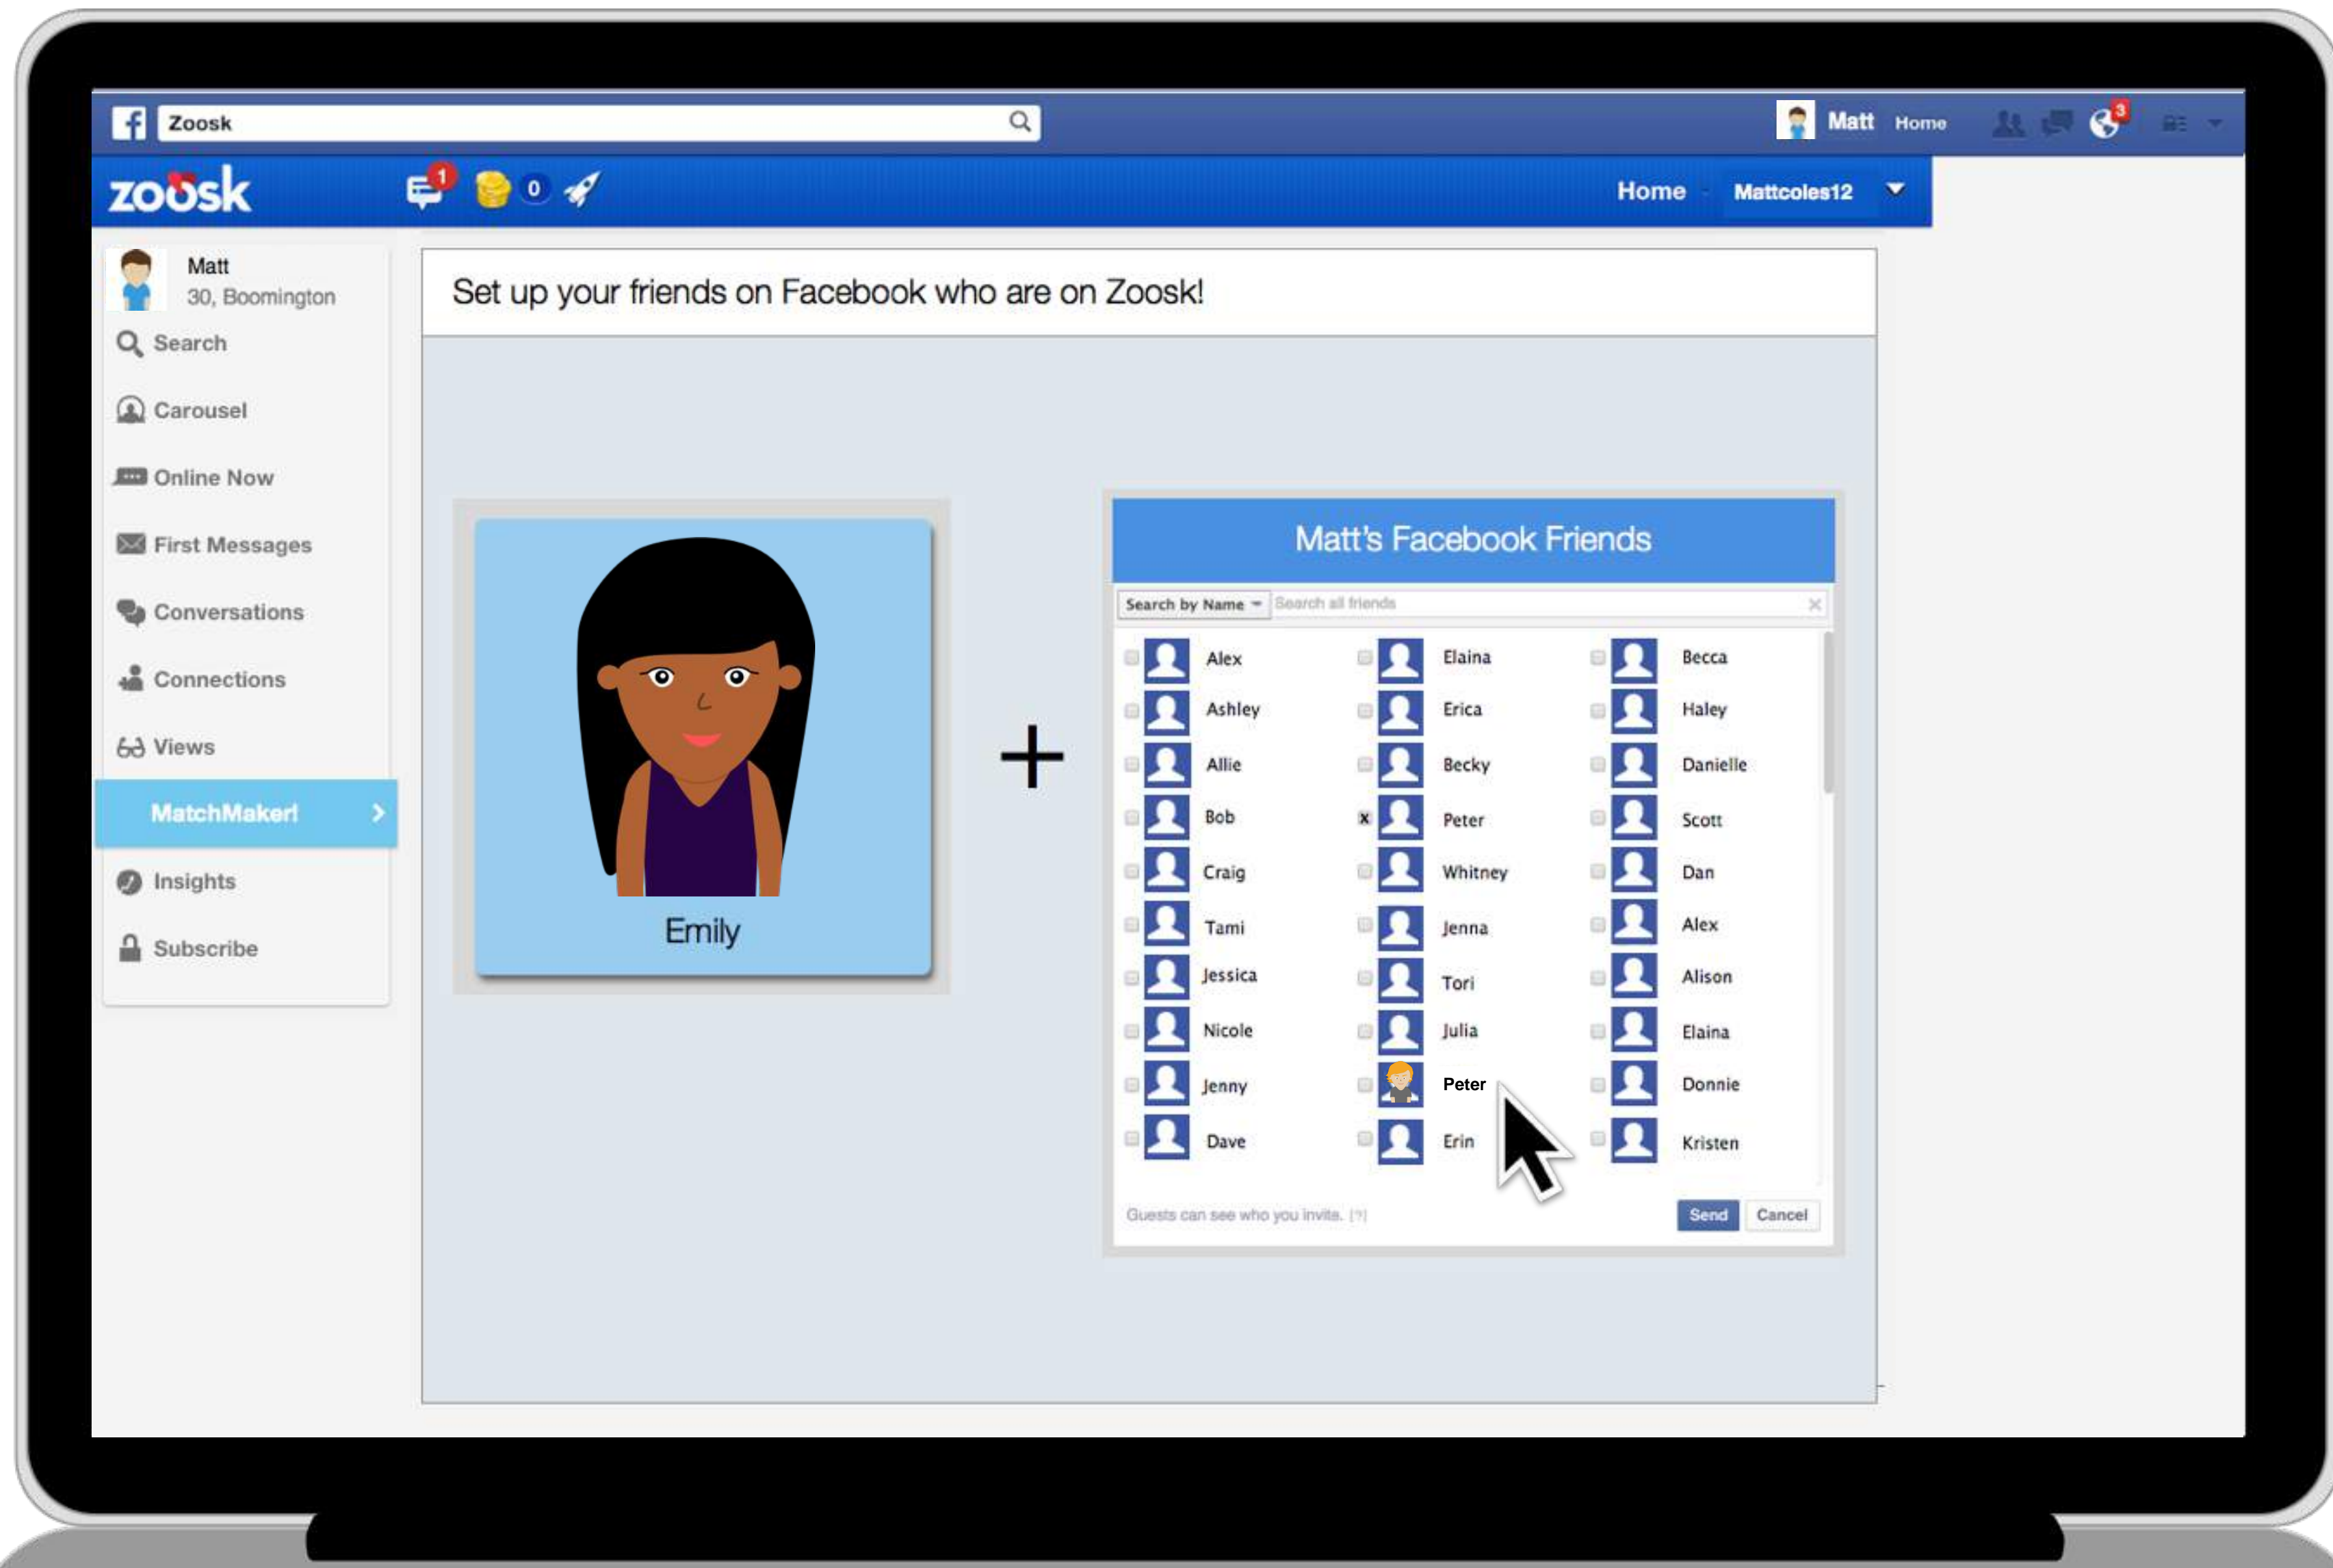 Zoosk
Matt Home 3
zoosk 1 0 Home Mattcoles12
Matt
30, Boomington
Search
Carousel
Online Now
First Messages
Conversations
Connections
Views
MatchMaker!
Insights
Subscribe
Set up your friends on Facebook who are on Zoosk!
Emily
+
Matt's Facebook Friends
Search by Name Search all friends
Alex Elaina Becca
Ashley Erica Haley
Allie Becky Danielle
Bob x Peter Scott
Craig Whitney Dan
Tami Jenna Alex
Jessica Tori Alison
Nicole Julia Elaina
Jenny Peter Donnie
Dave Erin Kristen
Guests can see who you invite. [?] Send Cancel